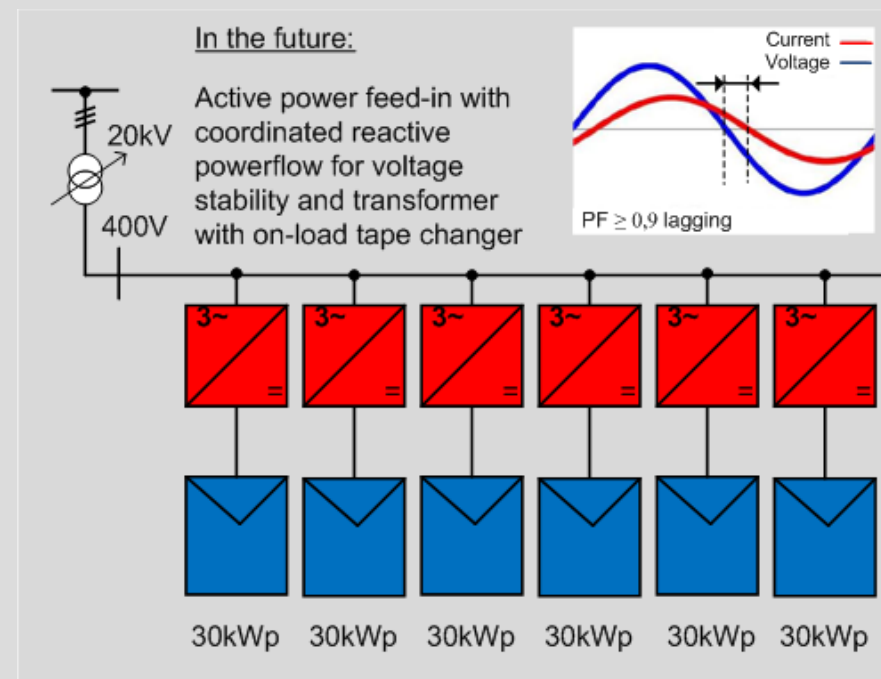 In the future:
Active power feed-in with
coordinated reactive
powerflow for voltage
stability and transformer
with on-load tape changer
20kV
400V
Current
Voltage
PF ≥ 0,9 lagging
3~ 3~ 3~ 3~ 3~ 3~
= = = = = =
30kWp 30kWp 30kWp 30kWp 30kWp 30kWp